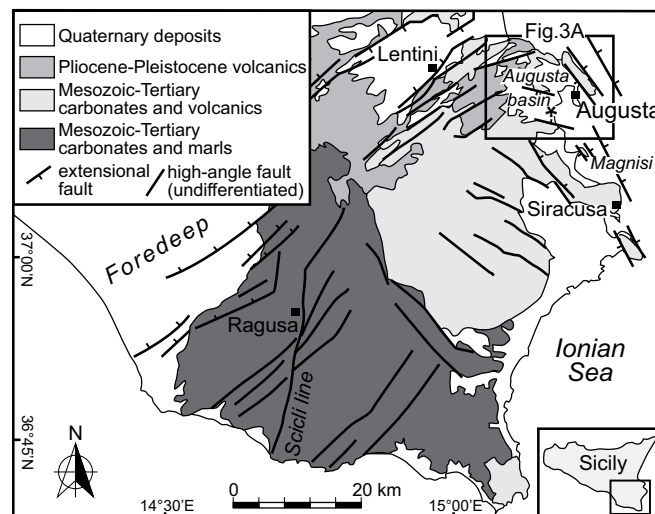 Quaternary deposits
Pliocene-Pleistocene volcanics
Mesozoic-Tertiary
carbonates and volcanics
Mesozoic-Tertiary
carbonates and marls
extensional
fault
high-angle fault
(undifferentiated)
Fig.3A
Lentini
Augusta
basin
Augusta
Magnisi
Siracusa
37°00'N
Foredeep
Ragusa
Scicli line
Ionian
Sea
36°45'N
N
14°30'E
0
20 km
15°00'E
Sicily